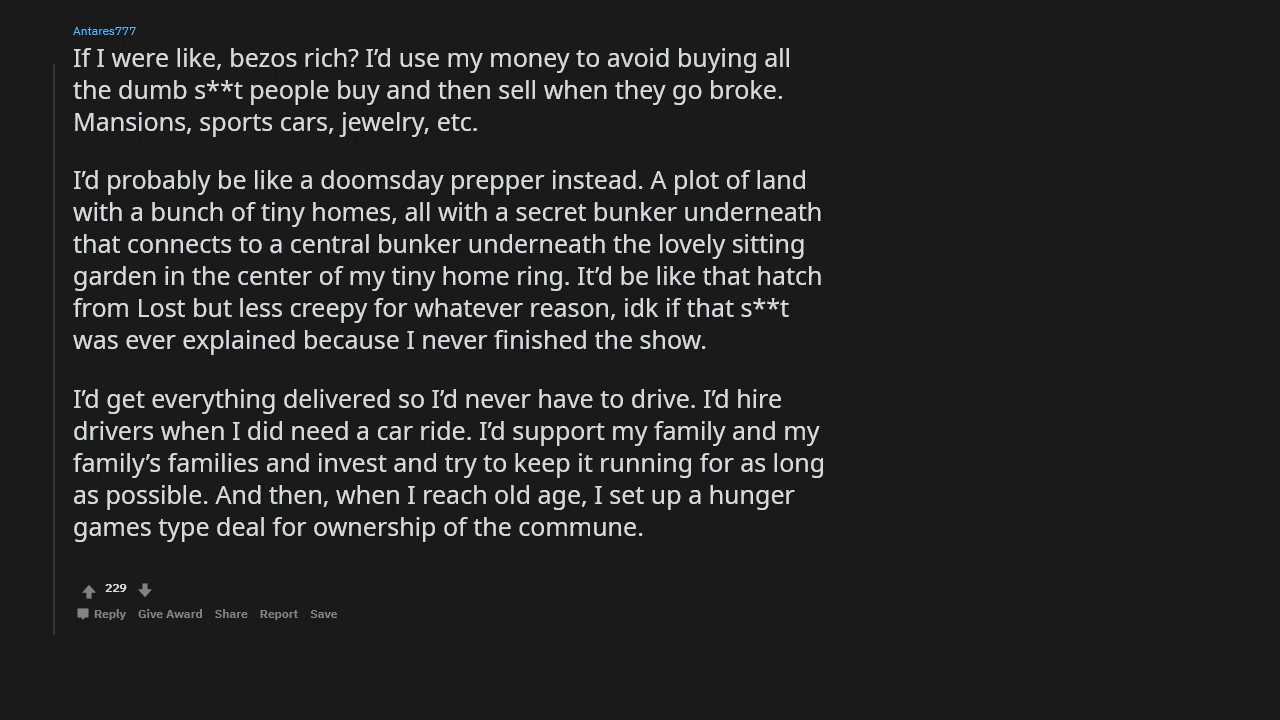 Antares777
If I were like, bezos rich? I’d use my money to avoid buying all
the dumb s**t people buy and then sell when they go broke.
Mansions, sports cars, jewelry, etc.
I’d probably be like a doomsday prepper instead. A plot of land
with a bunch of tiny homes, all with a secret bunker underneath
that connects to a central bunker underneath the lovely sitting
garden in the center of my tiny home ring. It’d be like that hatch
from Lost but less creepy for whatever reason, idk if that s**t
was ever explained because I never finished the show.
I’d get everything delivered so I’d never have to drive. I’d hire
drivers when I did need a car ride. I’d support my family and my
family’s families and invest and try to keep it running for as long
as possible. And then, when I reach old age, I set up a hunger
games type deal for ownership of the commune.
229
Reply Give Award Share Report Save